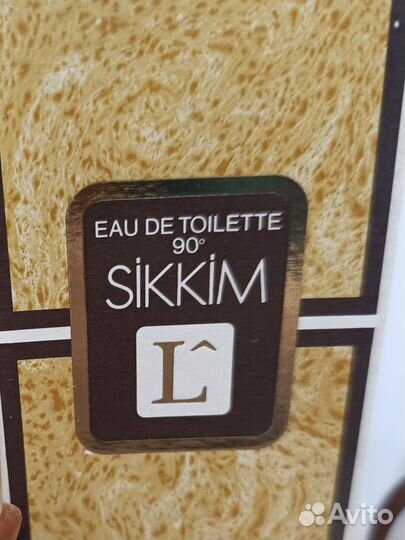 EAU DE TOILETTE
90°
SIKKIM
L^
Avito